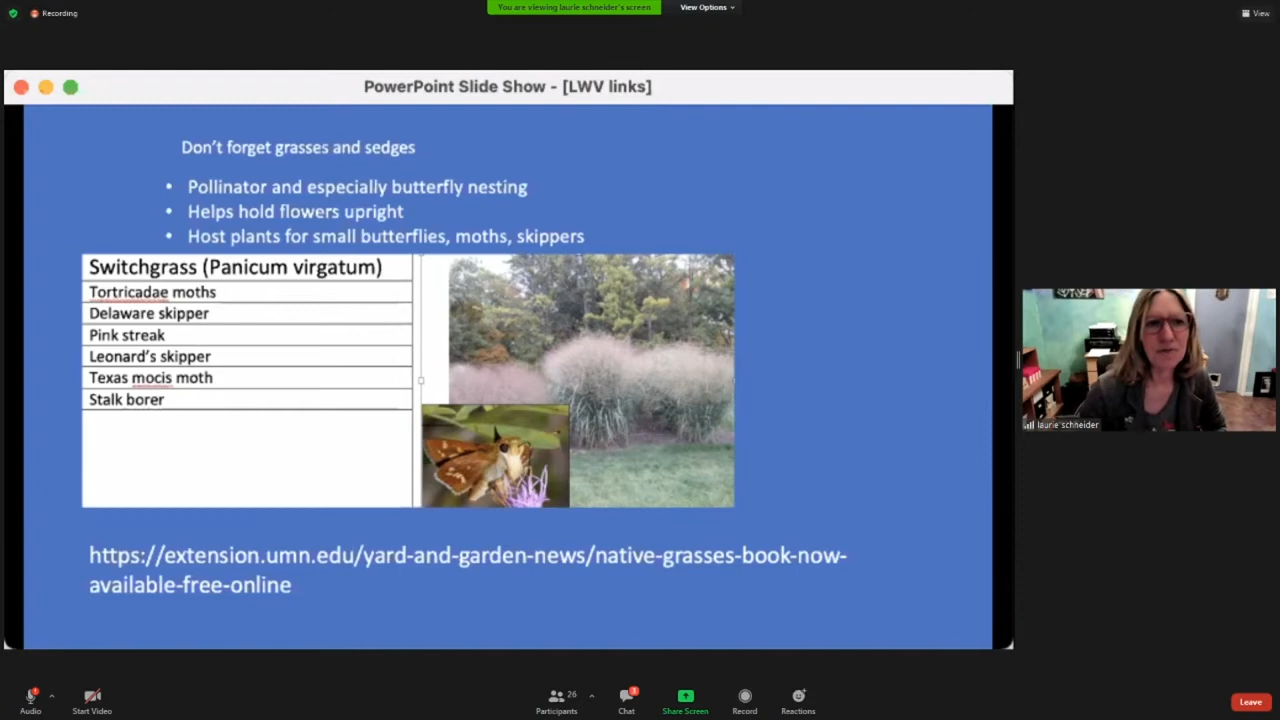 Recording
You are viewing laurie schneider's screen
View Options
View
PowerPoint Slide Show - [LWV links]
Don't forget grasses and sedges
• Pollinator and especially butterfly nesting
• Helps hold flowers upright
• Host plants for small butterflies, moths, skippers
Switchgrass (Panicum virgatum)
Tortricadae moths
Delaware skipper
Pink streak
Leonard's skipper
Texas mocis moth
Stalk borer
laurie schneider
https://extension.umn.edu/yard-and-garden-news/native-grasses-book-now-
available-free-online
Audio
Start Video
26
Participants
3
Chat
Share Screen
Record
Reactions
Leave